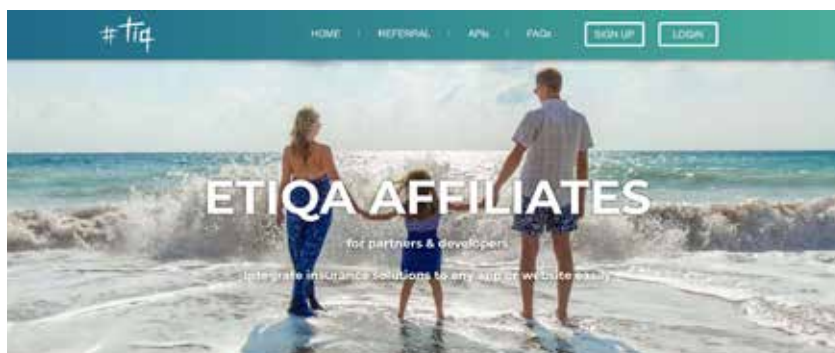 #tiq
HOME | REFERRAL | APIs | FAQs SIGN UP LOGIN
ETIQA AFFILIATES
for partners & developers
Integrate insurance solutions to any app or website easily